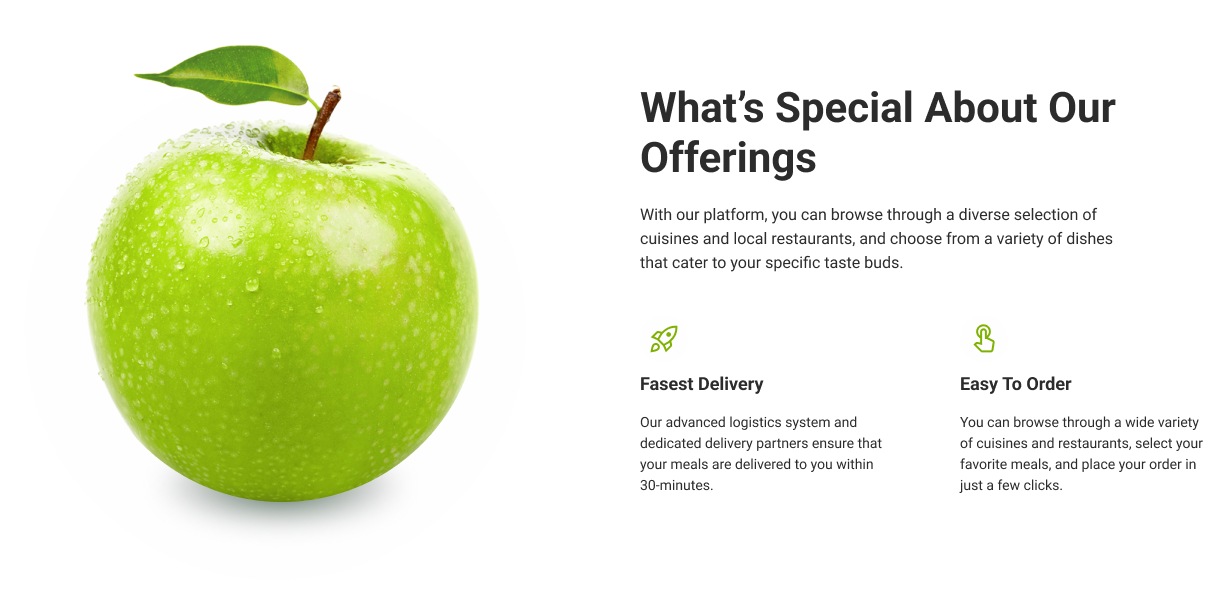 What’s Special About Our
Offerings
With our platform, you can browse through a diverse selection of
cuisines and local restaurants, and choose from a variety of dishes
that cater to your specific taste buds.
Fasest Delivery
Our advanced logistics system and
dedicated delivery partners ensure that
your meals are delivered to you within
30-minutes.
Easy To Order
You can browse through a wide variety
of cuisines and restaurants, select your
favorite meals, and place your order in
just a few clicks.